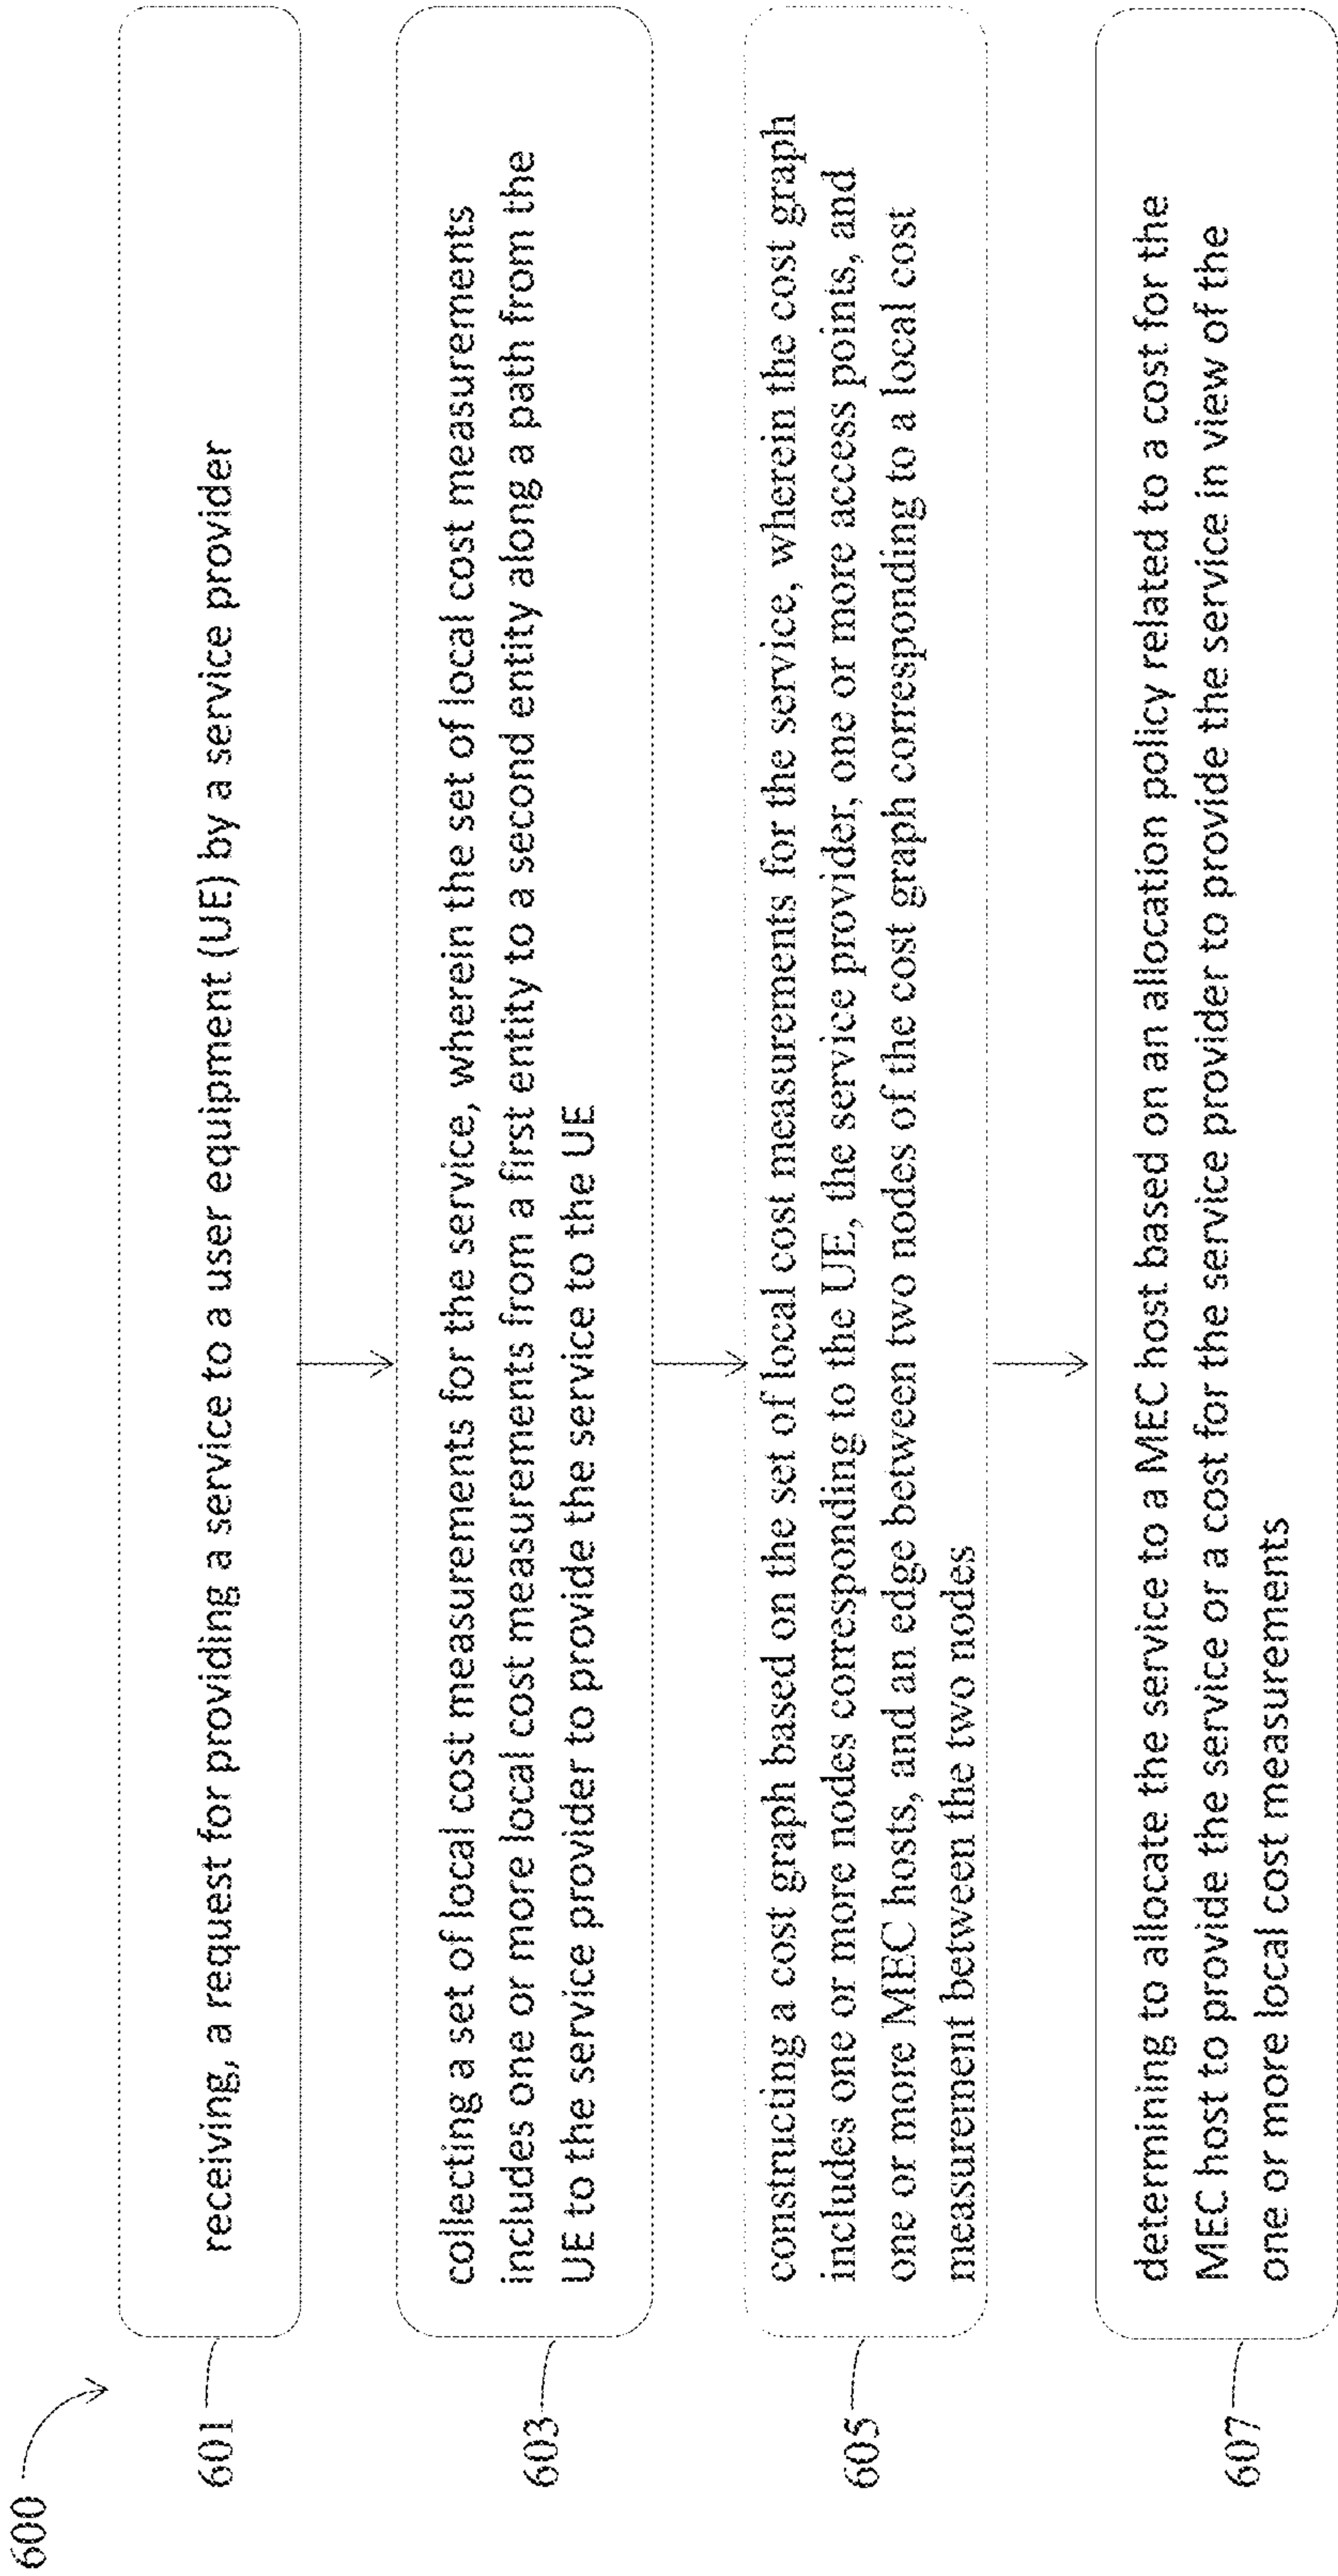 600
601
receiving, a request for providing a service to a user equipment (UE) by a service provider
603
collecting a set of local cost measurements for the service, wherein the set of local cost measurements
includes one or more local cost measurements from a first entity to a second entity along a path from the
UE to the service provider to provide the service to the UE
605
constructing a cost graph based on the set of local cost measurements for the service, wherein the cost graph
includes one or more nodes corresponding to the UE, the service provider, one or more access points, and
one or more MEC hosts, and an edge between two nodes of the cost graph corresponding to a local cost
measurement between the two nodes
607
determining to allocate the service to a MEC host based on an allocation policy related to a cost for the
MEC host to provide the service or a cost for the service provider to provide the service in view of the
one or more local cost measurements